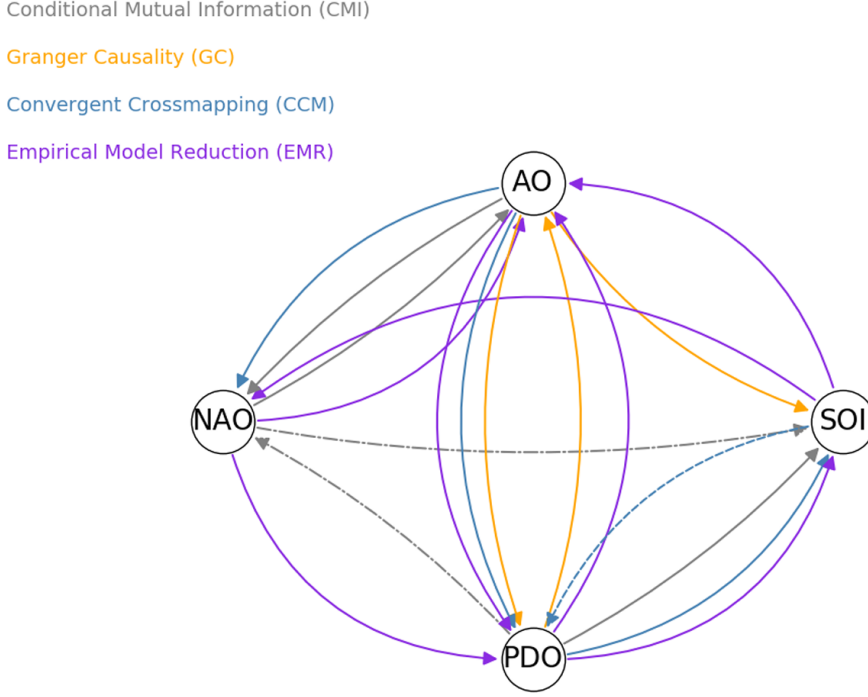 Conditional Mutual Information (CMI)
Granger Causality (GC)
Convergent Crossmapping (CCM)
Empirical Model Reduction (EMR)
AO
NAO
SOI
PDO